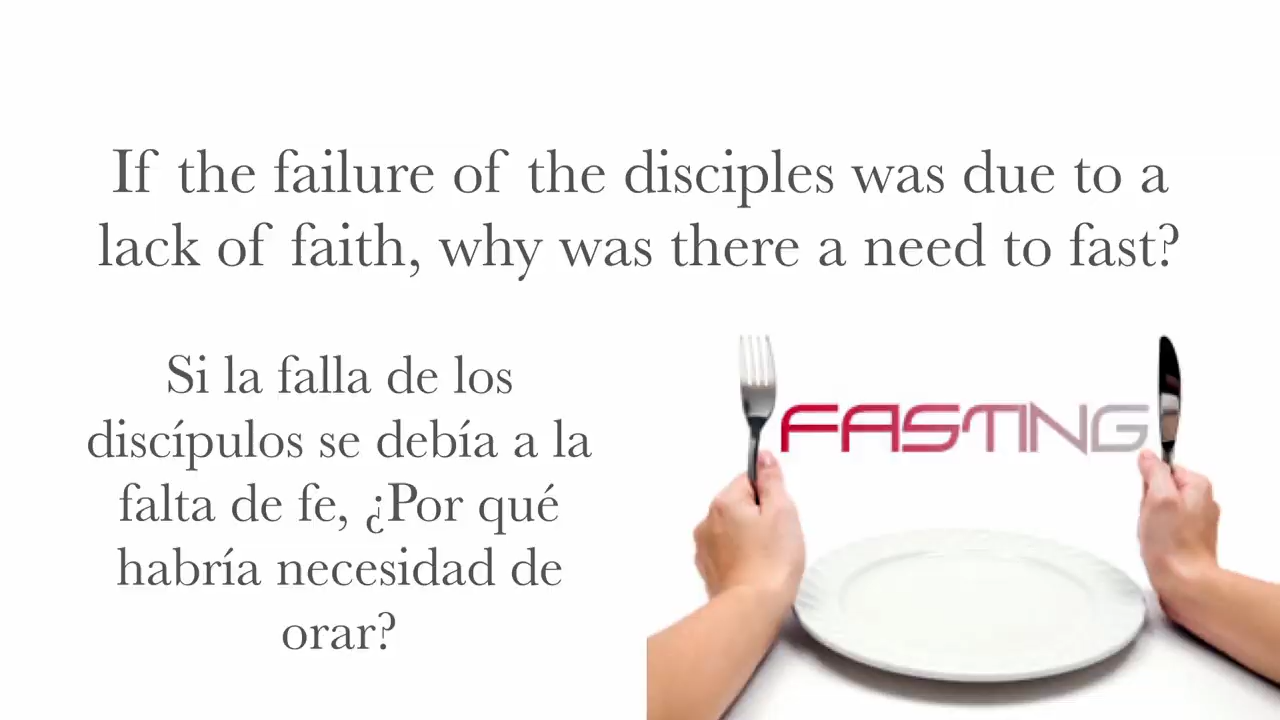 If the failure of the disciples was due to a
lack of faith, why was there a need to fast?
Si la falla de los
discípulos se debía a la
falta de fe, ¿Por qué
habría necesidad de
orar?
FASTING